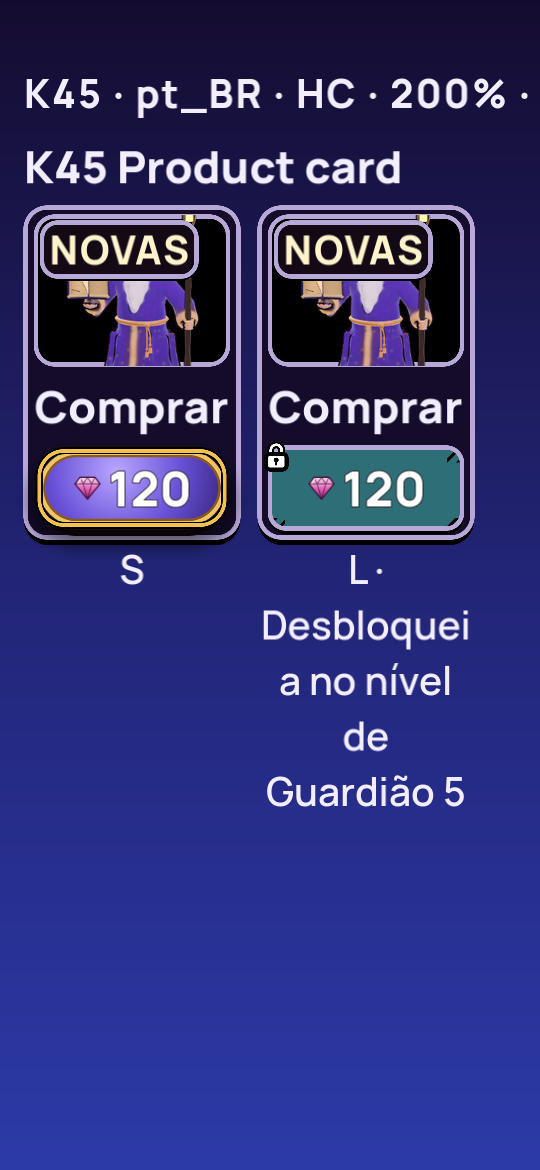 K45 · pt_BR · HC · 200% ·
K45 Product card
NOVAS
Comprar
120
S
NOVAS
Comprar
120
L ·
Desbloquei
a no nível
de
Guardião 5